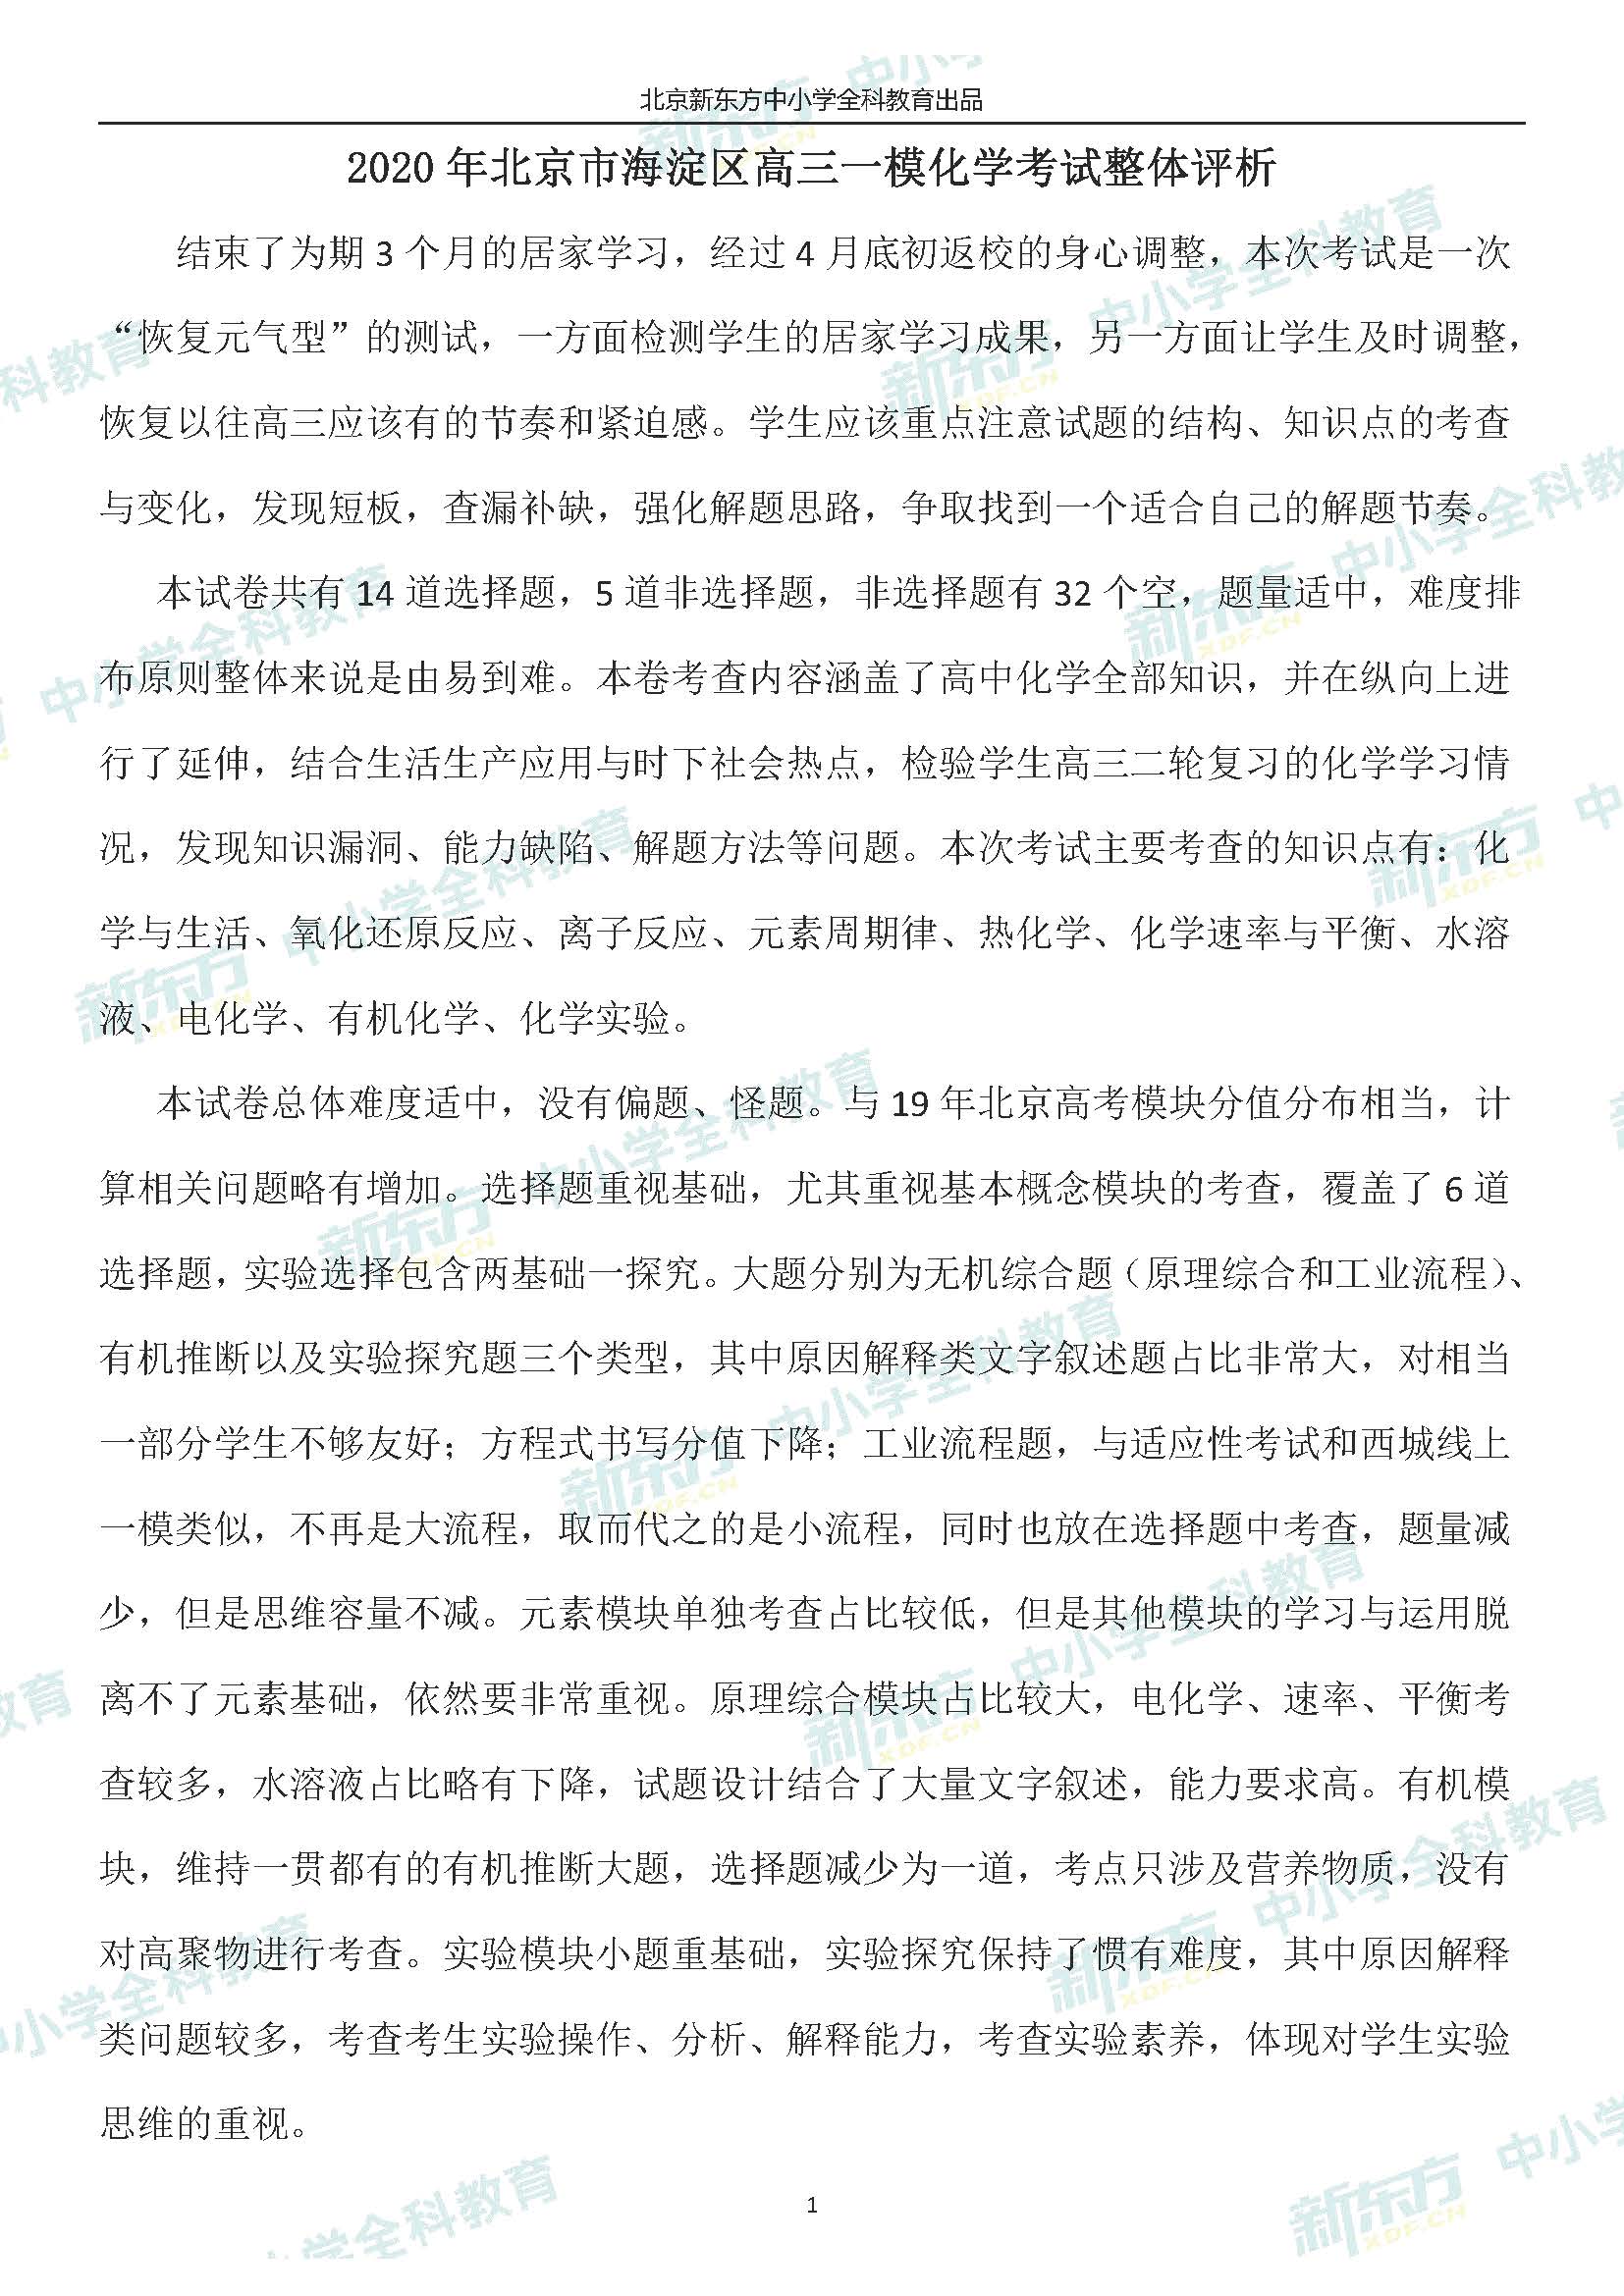 北京新东方中小学全科教育出品
2020 年北京市海淀区高三一模化学考试整体评析
结束了为期 3 个月的居家学习，经过 4 月底初返校的身心调整，本次考试是一次
“恢复元气型”的测试，一方面检测学生的居家学习成果，另一方面让学生及时调整，
恢复以往高三应该有的节奏和紧迫感。学生应该重点注意试题的结构、知识点的考查
与变化，发现短板，查漏补缺，强化解题思路，争取找到一个适合自己的解题节奏。
本试卷共有 14 道选择题，5 道非选择题，非选择题有 32 个空，题量适中，难度排
布原则整体来说是由易到难。本卷考查内容涵盖了高中化学全部知识，并在纵向上进
行了延伸，结合生活生产应用与时下社会热点，检验学生高三二轮复习的化学学习情
况，发现知识漏洞、能力缺陷、解题方法等问题。本次考试主要考查的知识点有：化
学与生活、氧化还原反应、离子反应、元素周期律、热化学、化学速率与平衡、水溶
液、电化学、有机化学、化学实验。
本试卷总体难度适中，没有偏题、怪题。与 19 年北京高考模块分值分布相当，计
算相关问题略有增加。选择题重视基础，尤其重视基本概念模块的考查，覆盖了 6 道
选择题，实验选择包含两基础一探究。大题分别为无机综合题（原理综合和工业流程）、
有机推断以及实验探究题三个类型，其中原因解释类文字叙述题占比非常大，对相当
一部分学生不够友好；方程式书写分值下降；工业流程题，与适应性考试和西城线上
一模类似，不再是大流程，取而代之的是小流程，同时也放在选择题中考查，题量减
少，但是思维容量不减。元素模块单独考查占比较低，但是其他模块的学习与运用脱
离不了元素基础，依然要非常重视。原理综合模块占比较大，电化学、速率、平衡考
查较多，水溶液占比略有下降，试题设计结合了大量文字叙述，能力要求高。有机模
块，维持一贯都有的有机推断大题，选择题减少为一道，考点只涉及营养物质，没有
对高聚物进行考查。实验模块小题重基础，实验探究保持了惯有难度，其中原因解释
类问题较多，考查考生实验操作、分析、解释能力，考查实验素养，体现对学生实验
思维的重视。
1
新东方 XDF.CN 中小学全科教育